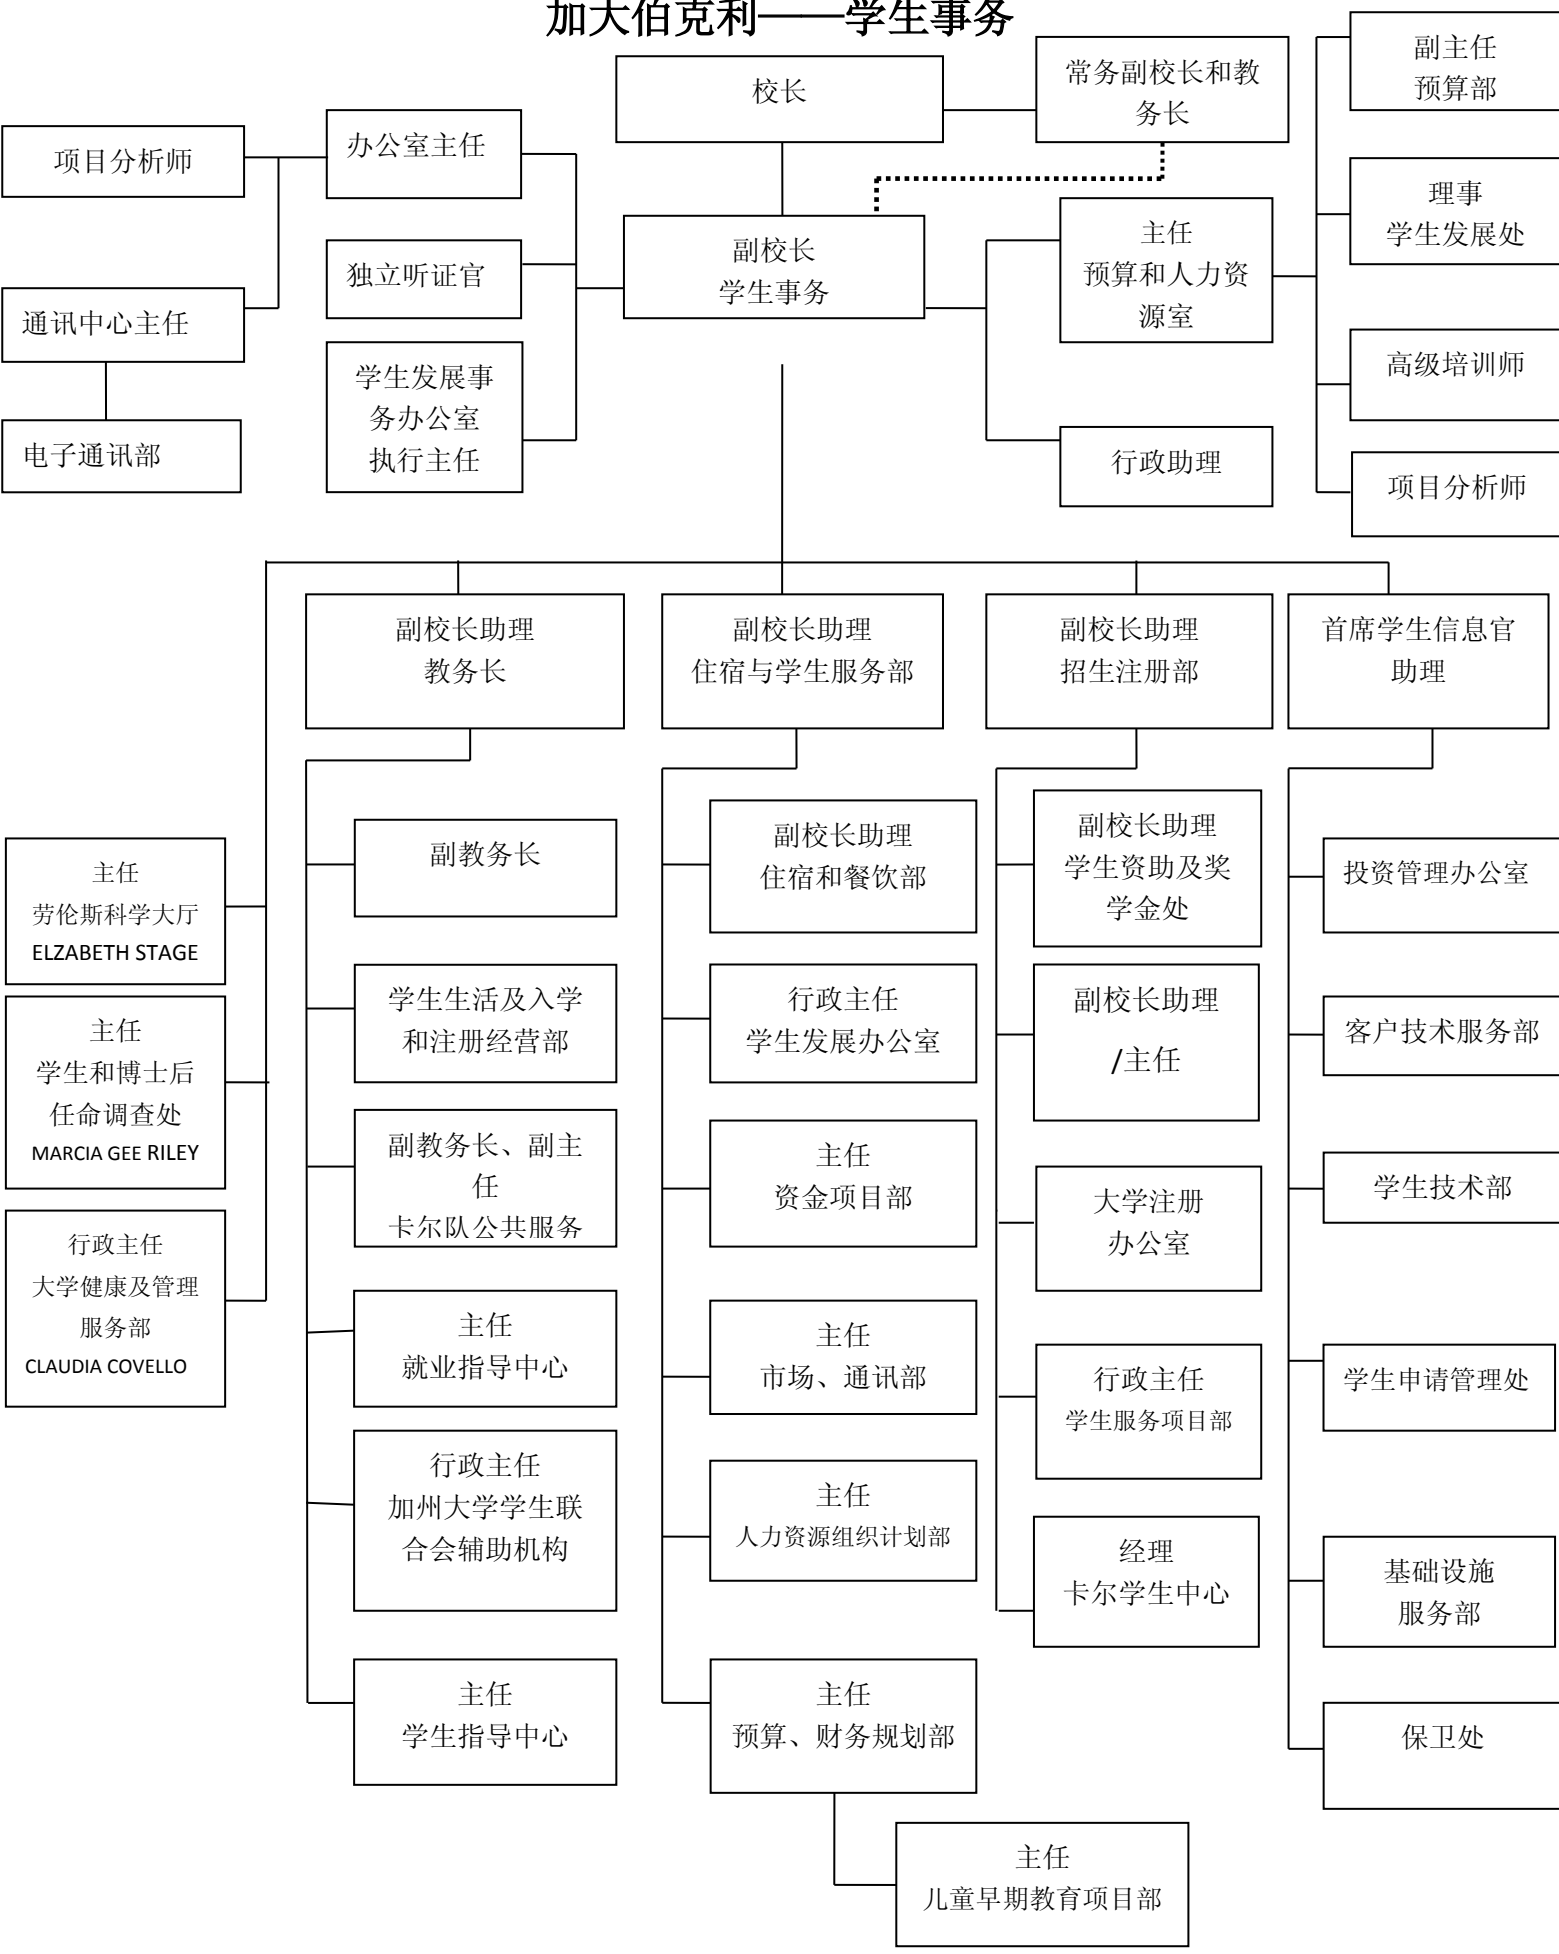 加大伯克利——学生事务
校长
常务副校长和教
务长
副主任
预算部
项目分析师
办公室主任
理事
学生发展处
副校长
学生事务
主任
预算和人力资
源室
独立听证官
通讯中心主任
高级培训师
学生发展事
务办公室
执行主任
电子通讯部
行政助理
项目分析师
副校长助理
教务长
副校长助理
住宿与学生服务部
副校长助理
招生注册部
首席学生信息官
助理
主任
劳伦斯科学大厅
ELZABETH STAGE
主任
学生和博士后
任命调查处
MARCIA GEE RILEY
行政主任
大学健康及管理
服务部
CLAUDIA COVELLO
副教务长
学生生活及入学
和注册经营部
副教务长、副主
任
卡尔队公共服务
主任
就业指导中心
行政主任
加州大学学生联
合会辅助机构
主任
学生指导中心
副校长助理
住宿和餐饮部
行政主任
学生发展办公室
主任
资金项目部
主任
市场、通讯部
主任
人力资源组织计划部
主任
预算、财务规划部
主任
儿童早期教育项目部
副校长助理
学生资助及奖
学金处
副校长助理
/主任
大学注册
办公室
行政主任
学生服务项目部
经理
卡尔学生中心
投资管理办公室
客户技术服务部
学生技术部
学生申请管理处
基础设施
服务部
保卫处